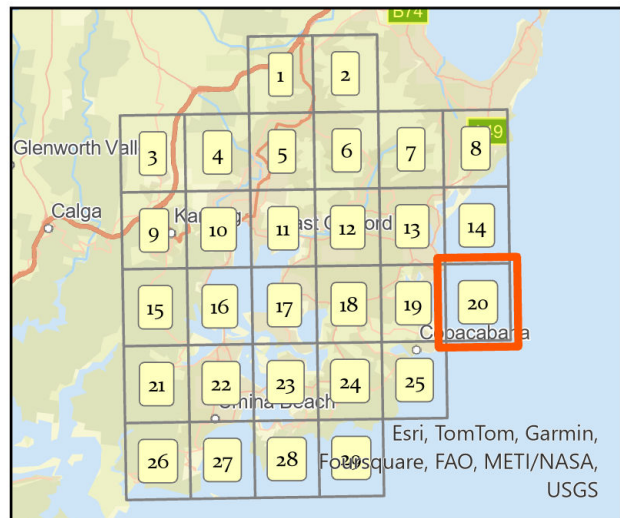 B74
1 2
Glenworth Vall
3 4 5 6 7 8
Calga
9 10 11 12 13 14
15 16 17 18 19 20
Copacabana
21 22 23 24 25
Umina Beach
Esri, TomTom, Garmin,
26 27 28 29
Foursquare, FAO, METI/NASA,
USGS